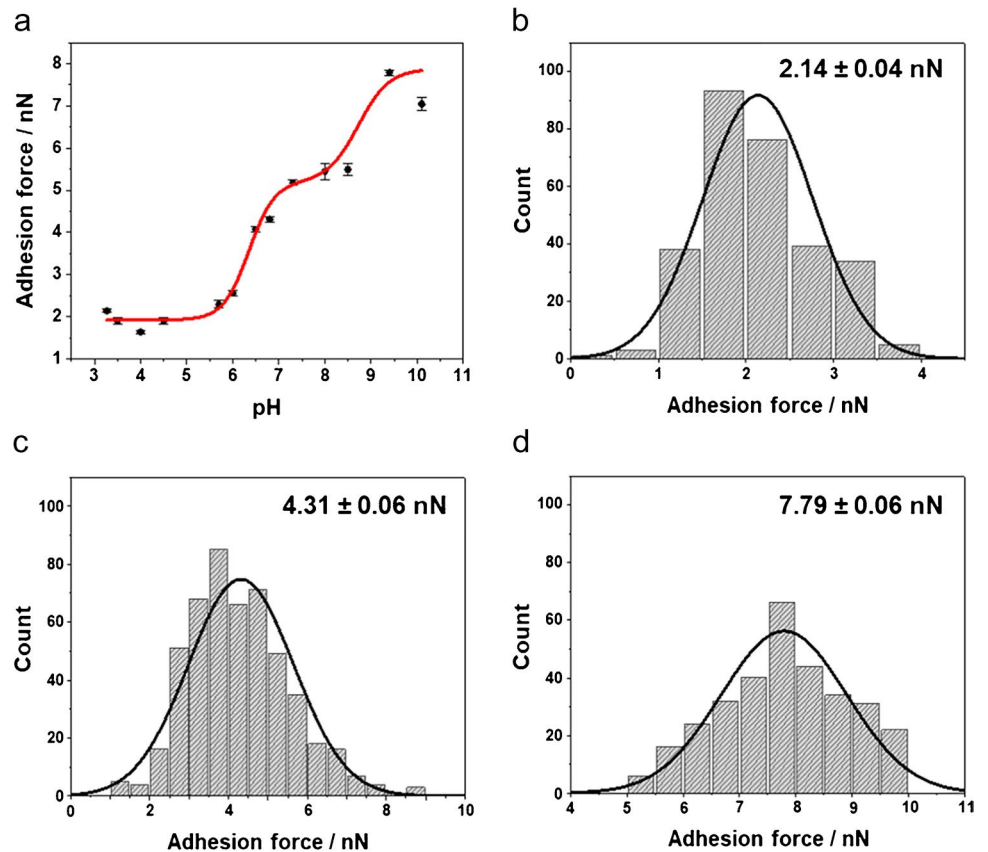 a
8
7
6
5
4
3
2
1
3 4 5 6 7 8 9 10 11
Adhesion force / nN
pH
b
2.14 ± 0.04 nN
100
80
60
40
20
0
0 1 2 3 4
Count
Adhesion force / nN
c
4.31 ± 0.06 nN
100
80
60
40
20
0
0 2 4 6 8 10
Count
Adhesion force / nN
d
7.79 ± 0.06 nN
100
80
60
40
20
0
4 5 6 7 8 9 10 11
Count
Adhesion force / nN